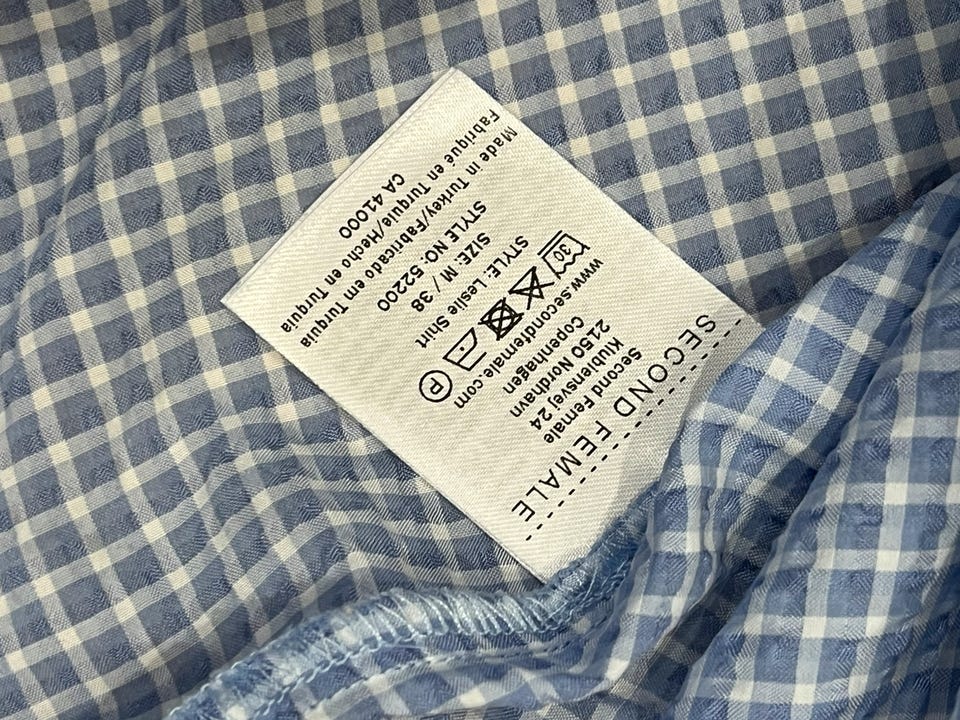 SECOND FEMALE
Second Female
Klubiensvej 24
2150 Nordhavn
Copenhagen
www.secondfemale.com
30 P
STYLE: Leslie Shirt
SIZE: M / 38
STYLE NO: 52200
Made in Turkey/Fabricado em Turquia
Fabriqué en Turquie/Hecho en Turquia
CA 41000